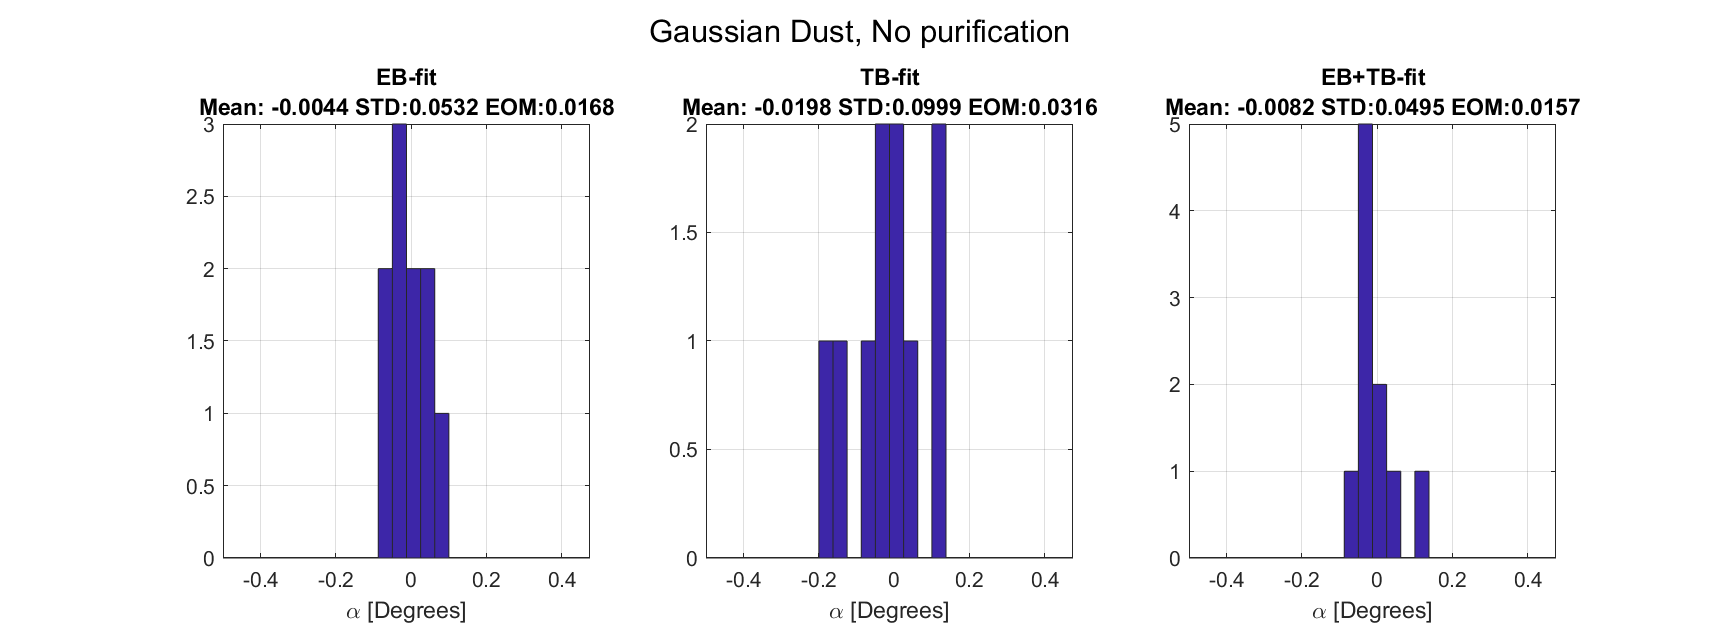 Gaussian Dust, No purification
EB-fit
Mean: -0.0044 STD:0.0532 EOM:0.0168
3
2.5
2
1.5
1
0.5
0
-0.4 -0.2 0 0.2 0.4
α [Degrees]
TB-fit
Mean: -0.0198 STD:0.0999 EOM:0.0316
2
1.5
1
0.5
0
-0.4 -0.2 0 0.2 0.4
α [Degrees]
EB+TB-fit
Mean: -0.0082 STD:0.0495 EOM:0.0157
5
4
3
2
1
0
-0.4 -0.2 0 0.2 0.4
α [Degrees]